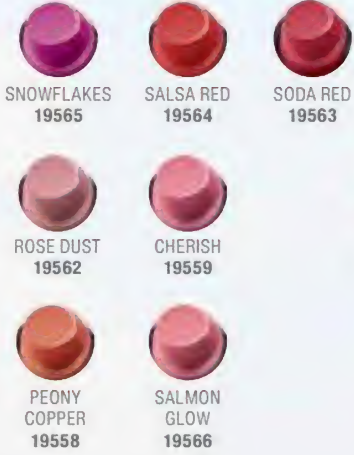 SNOWFLAKES
19565
SALSA RED
19564
SODA RED
19563
ROSE DUST
19562
CHERISH
19559
PEONY
COPPER
19558
SALMON
GLOW
19566